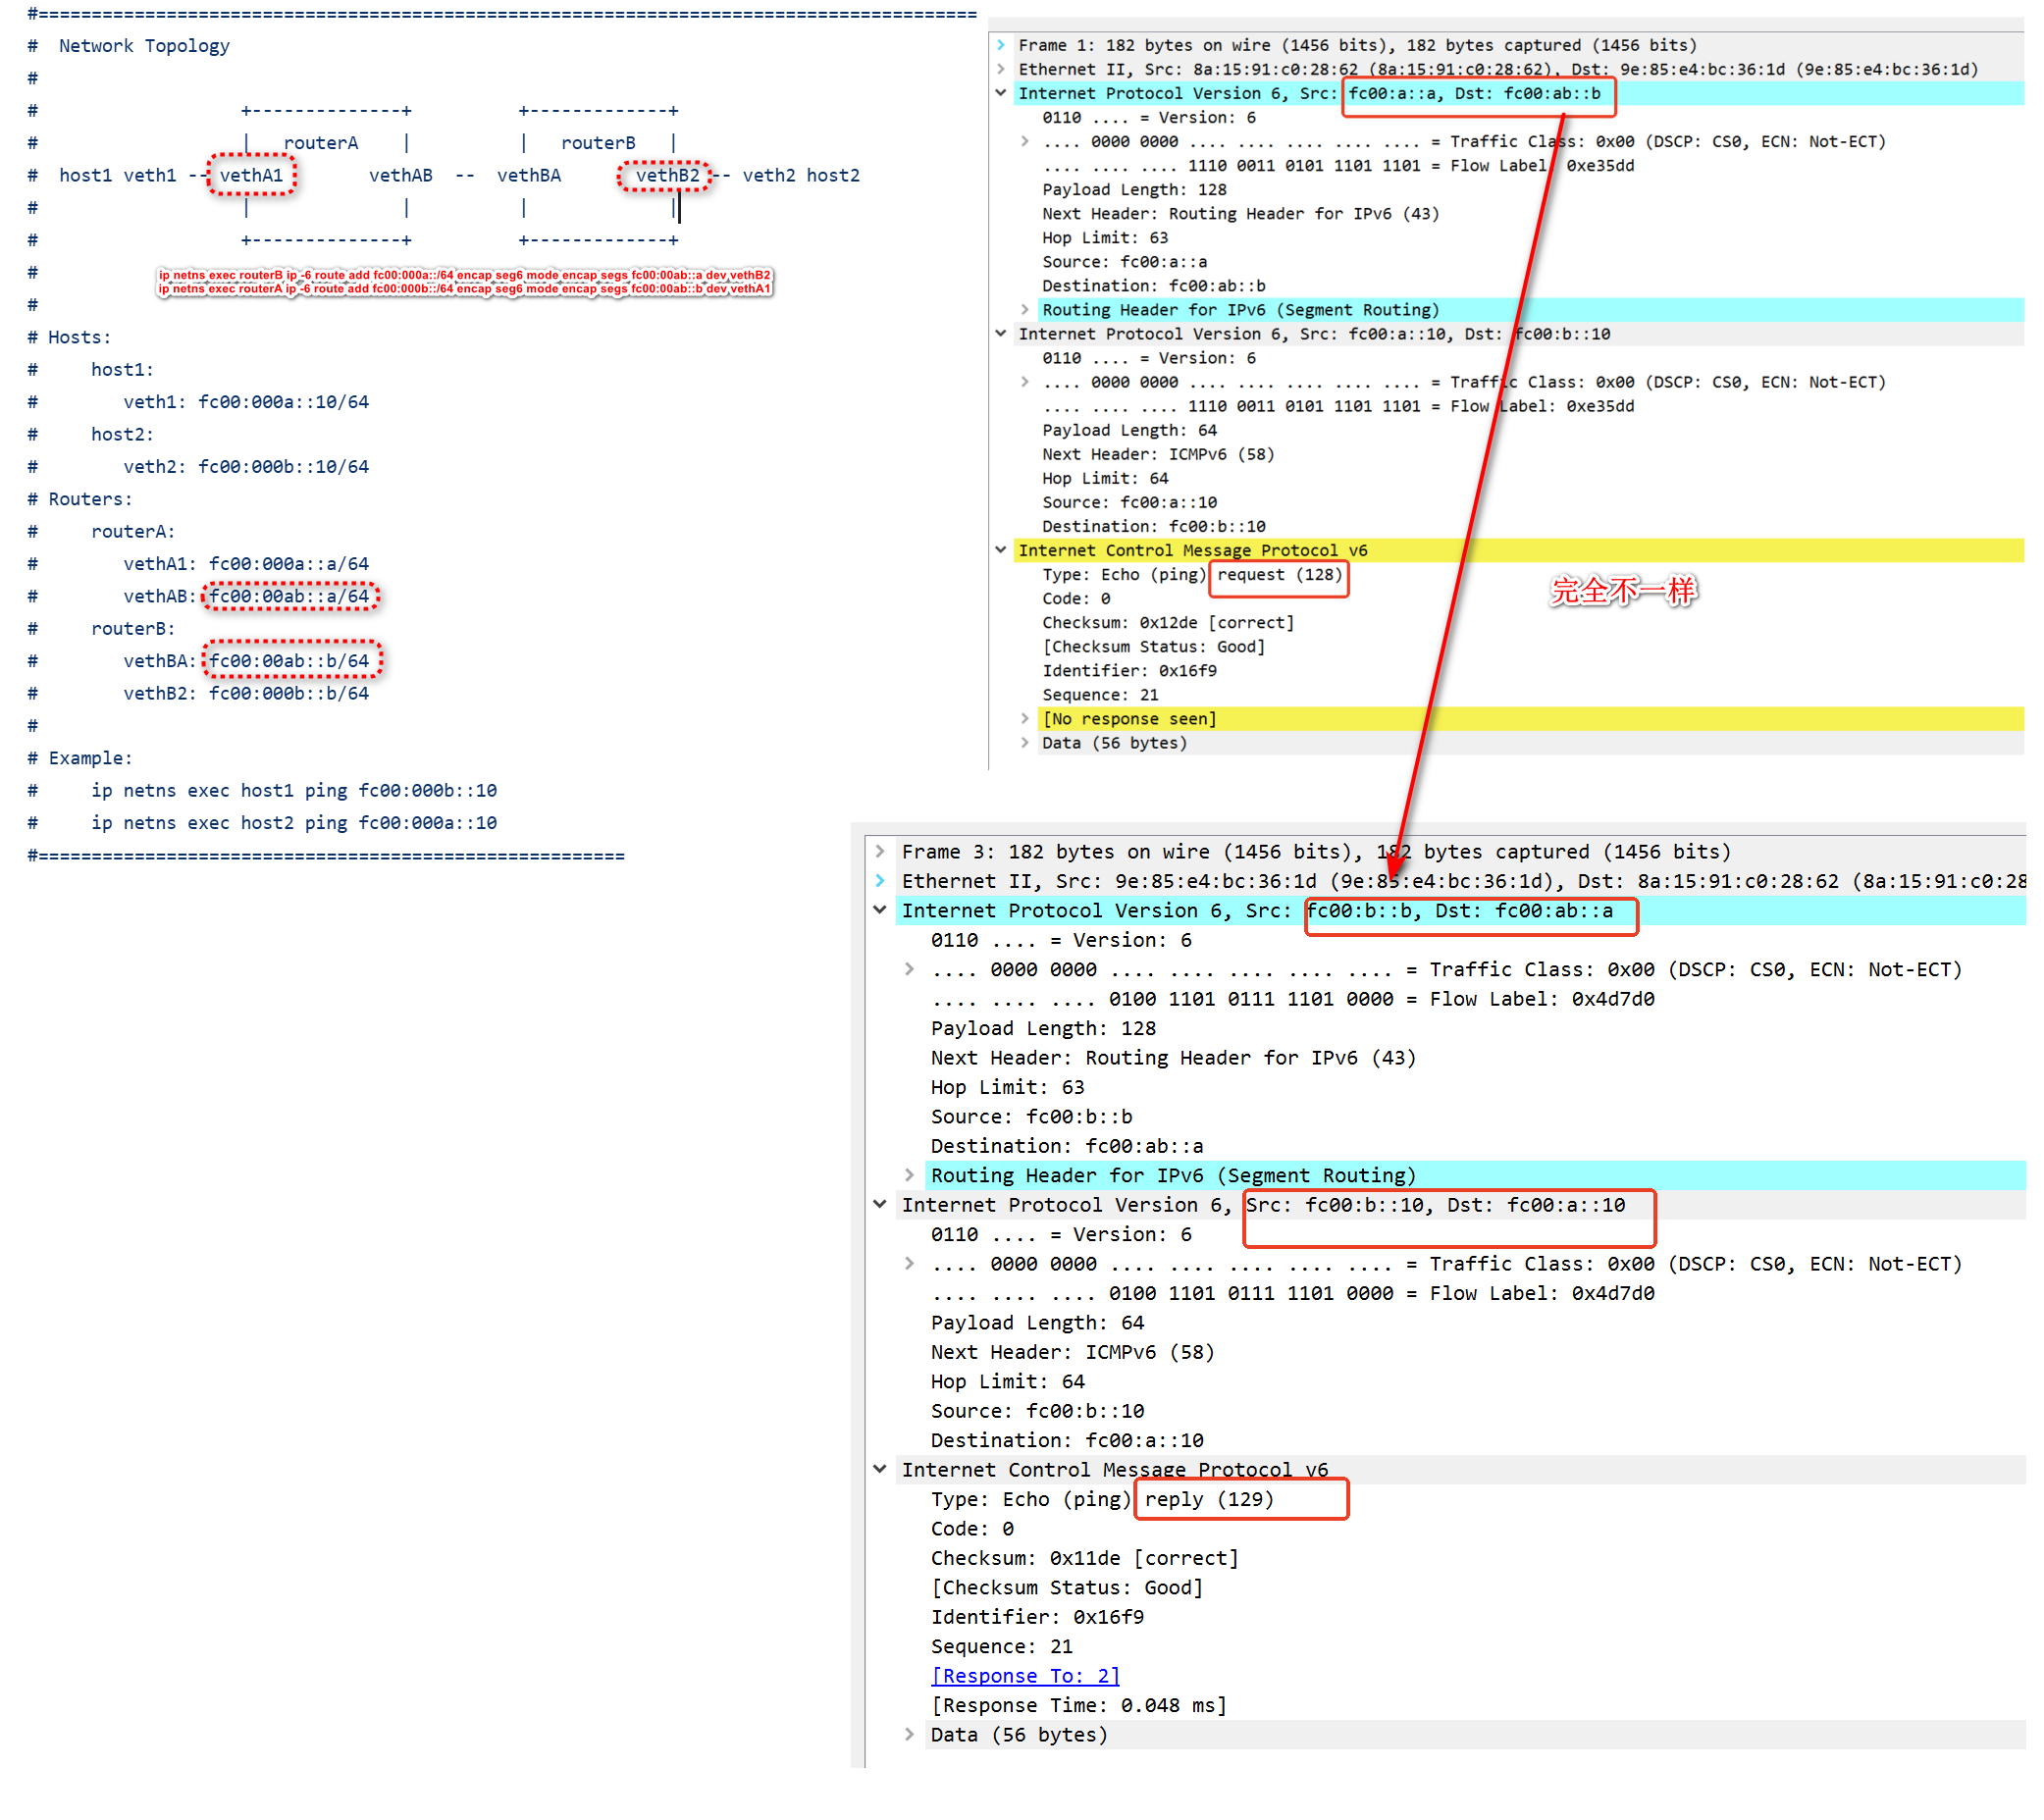 #========================================================================================
#  Network Topology
#
#                   +--------------+          +-------------+
#                   |   routerA    |          |   routerB   |
#  host1 veth1 -- vethA1        vethAB  --  vethBA       vethB2 -- veth2 host2
#                   |              |          |             |
#                   +--------------+          +-------------+
#
ip netns exec routerB ip -6 route add fc00:000a::/64 encap seg6 mode encap segs fc00:00ab::a dev vethB2
ip netns exec routerA ip -6 route add fc00:000b::/64 encap seg6 mode encap segs fc00:00ab::b dev vethA1
#
# Hosts:
#     host1:
#        veth1: fc00:000a::10/64
#     host2:
#        veth2: fc00:000b::10/64
# Routers:
#     routerA:
#        vethA1: fc00:000a::a/64
#        vethAB: fc00:00ab::a/64
#     routerB:
#        vethBA: fc00:00ab::b/64
#        vethB2: fc00:000b::b/64
#
# Example:
#     ip netns exec host1 ping fc00:000b::10
#     ip netns exec host2 ping fc00:000a::10
#=======================================================
Frame 1: 182 bytes on wire (1456 bits), 182 bytes captured (1456 bits)
Ethernet II, Src: 8a:15:91:c0:28:62 (8a:15:91:c0:28:62), Dst: 9e:85:e4:bc:36:1d (9e:85:e4:bc:36:1d)
Internet Protocol Version 6, Src: fc00:a::a, Dst: fc00:ab::b
0110 .... = Version: 6
.... 0000 0000 .... .... .... .... .... = Traffic Class: 0x00 (DSCP: CS0, ECN: Not-ECT)
.... .... .... 1110 0011 0101 1101 1101 = Flow Label: 0xe35dd
Payload Length: 128
Next Header: Routing Header for IPv6 (43)
Hop Limit: 63
Source: fc00:a::a
Destination: fc00:ab::b
Routing Header for IPv6 (Segment Routing)
Internet Protocol Version 6, Src: fc00:a::10, Dst: fc00:b::10
0110 .... = Version: 6
.... 0000 0000 .... .... .... .... .... = Traffic Class: 0x00 (DSCP: CS0, ECN: Not-ECT)
.... .... .... 1110 0011 0101 1101 1101 = Flow Label: 0xe35dd
Payload Length: 64
Next Header: ICMPv6 (58)
Hop Limit: 64
Source: fc00:a::10
Destination: fc00:b::10
Internet Control Message Protocol v6
Type: Echo (ping) request (128)
Code: 0
Checksum: 0x12de [correct]
[Checksum Status: Good]
Identifier: 0x16f9
Sequence: 21
[No response seen]
Data (56 bytes)
完全不一样
Frame 3: 182 bytes on wire (1456 bits), 182 bytes captured (1456 bits)
Ethernet II, Src: 9e:85:e4:bc:36:1d (9e:85:e4:bc:36:1d), Dst: 8a:15:91:c0:28:62 (8a:15:91:c0:28
Internet Protocol Version 6, Src: fc00:b::b, Dst: fc00:ab::a
0110 .... = Version: 6
.... 0000 0000 .... .... .... .... .... = Traffic Class: 0x00 (DSCP: CS0, ECN: Not-ECT)
.... .... .... 0100 1101 0111 1101 0000 = Flow Label: 0x4d7d0
Payload Length: 128
Next Header: Routing Header for IPv6 (43)
Hop Limit: 63
Source: fc00:b::b
Destination: fc00:ab::a
Routing Header for IPv6 (Segment Routing)
Internet Protocol Version 6, Src: fc00:b::10, Dst: fc00:a::10
0110 .... = Version: 6
.... 0000 0000 .... .... .... .... .... = Traffic Class: 0x00 (DSCP: CS0, ECN: Not-ECT)
.... .... .... 0100 1101 0111 1101 0000 = Flow Label: 0x4d7d0
Payload Length: 64
Next Header: ICMPv6 (58)
Hop Limit: 64
Source: fc00:b::10
Destination: fc00:a::10
Internet Control Message Protocol v6
Type: Echo (ping) reply (129)
Code: 0
Checksum: 0x11de [correct]
[Checksum Status: Good]
Identifier: 0x16f9
Sequence: 21
[Response To: 2]
[Response Time: 0.048 ms]
Data (56 bytes)